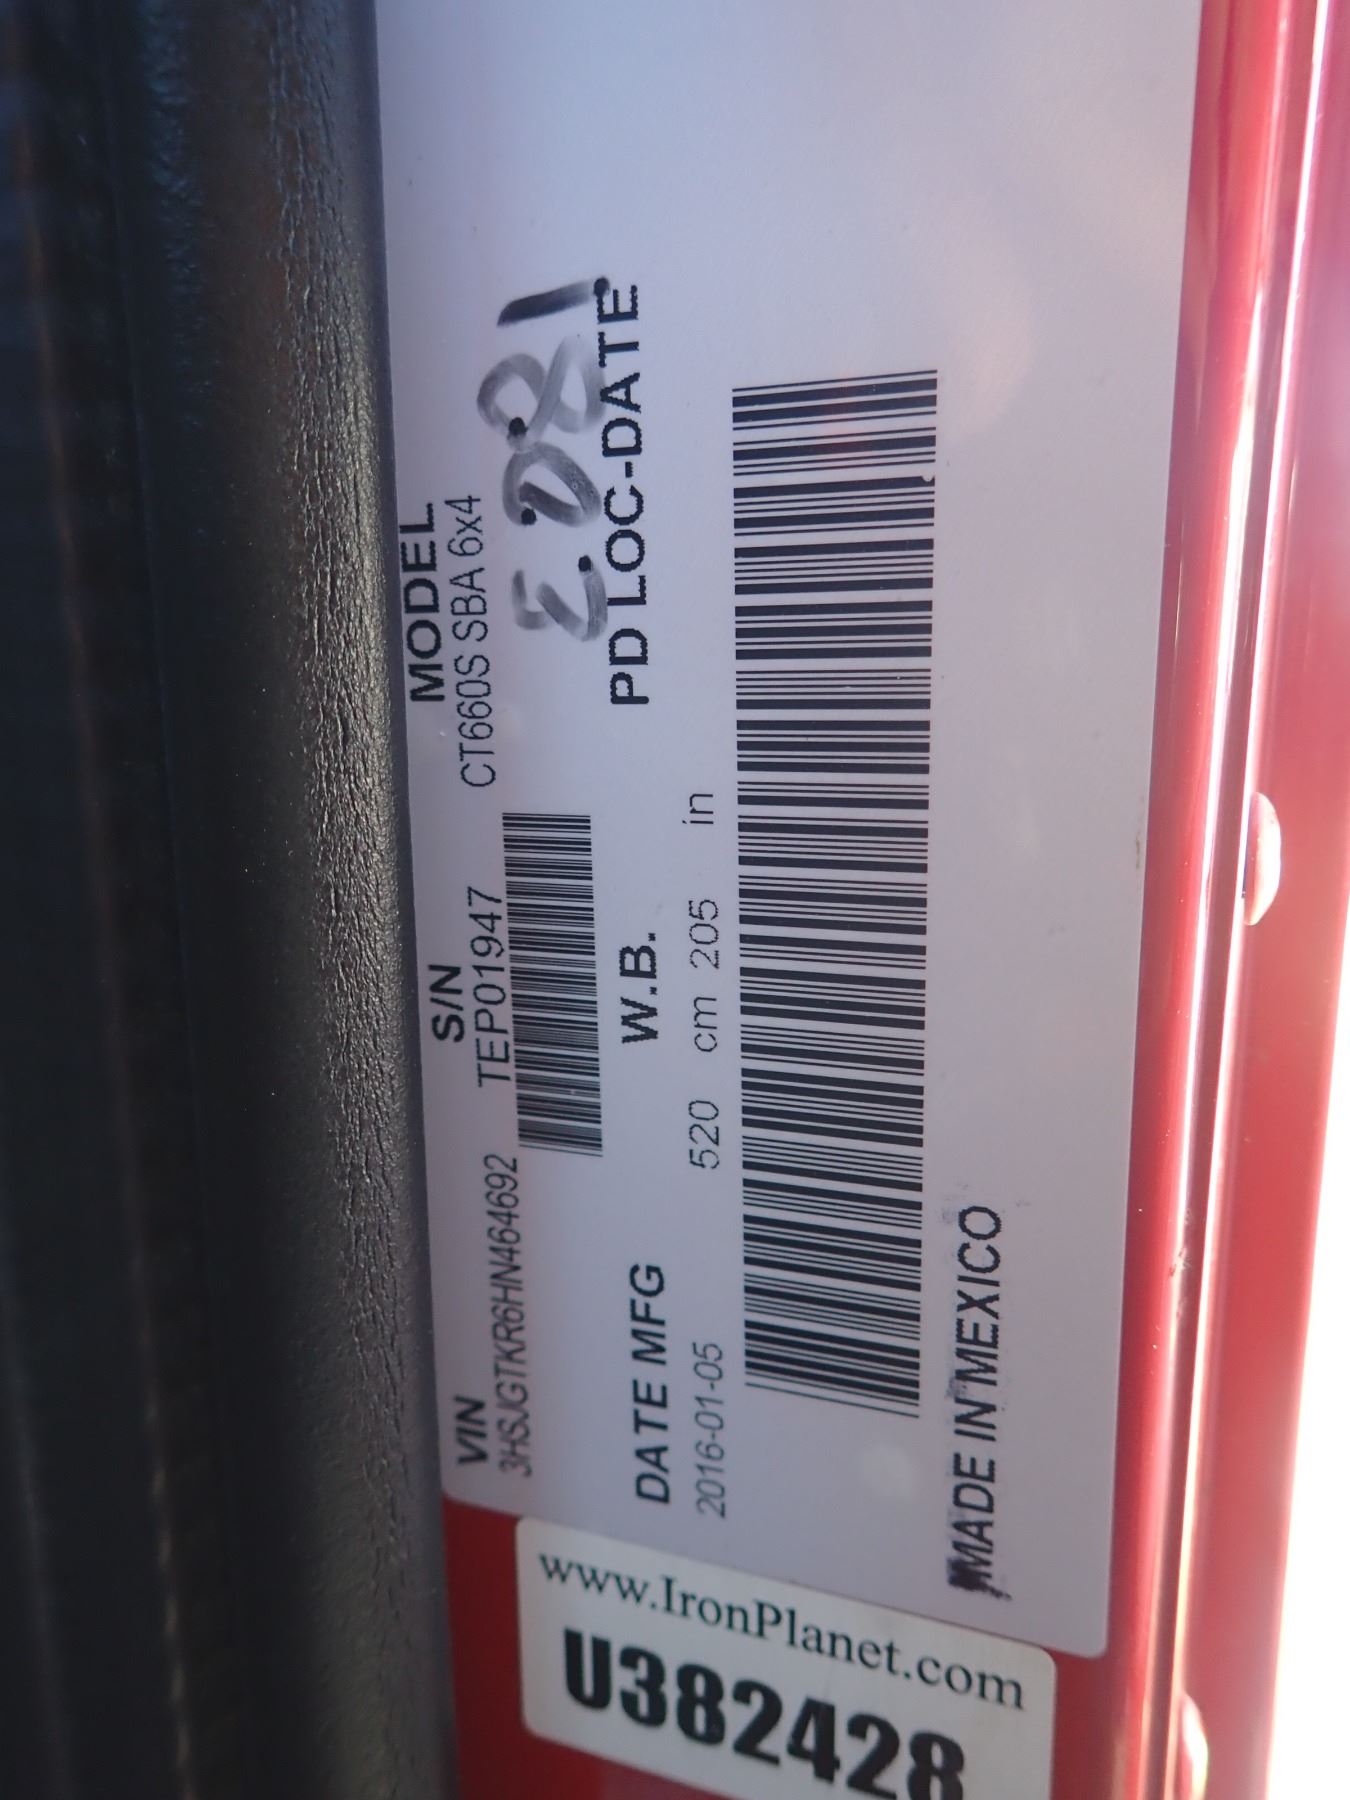 VIN S/N MODEL
3HSJGTKR6HN464692 TEP01947 CT660S SBA 6x4
DATE MFG W.B. PD LOC-DATE
2016-01-05 520 cm 205 in
MADE IN MEXICO
www.IronPlanet.com
U382428